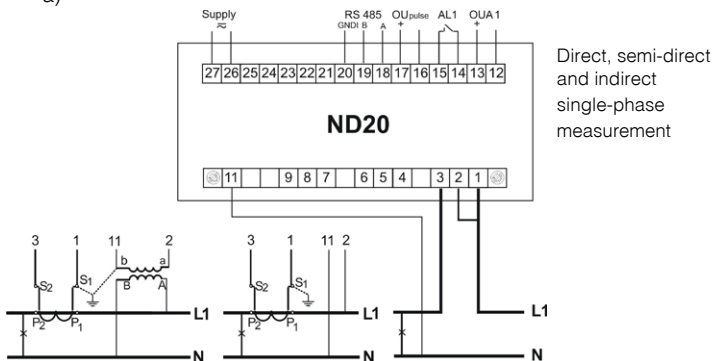 a)
Supply RS 485 OUpulse AL1 OUA 1
GNDI B A + +
27 26 25 24 23 22 21 20 19 18 17 16 15 14 13 12
Direct, semi-direct
and indirect
single-phase
measurement
ND20
11 9 8 7 6 5 4 3 2 1
3 1 11 2 3 1 11 2
b a
S2 S1 B A S2 S1
P2 P1 L1 P2 P1 L1 L1
N N N